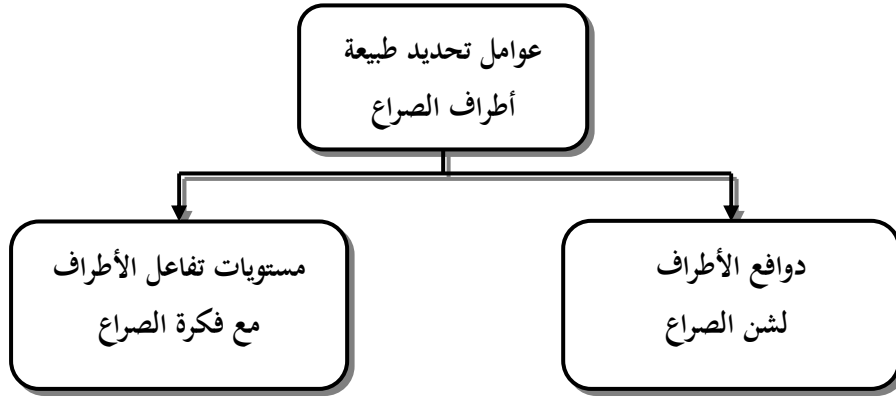 عوامل تحديد طبيعة
أطراف الصراع
دوافع الأطراف
لشن الصراع
مستويات تفاعل الأطراف
مع فكرة الصراع